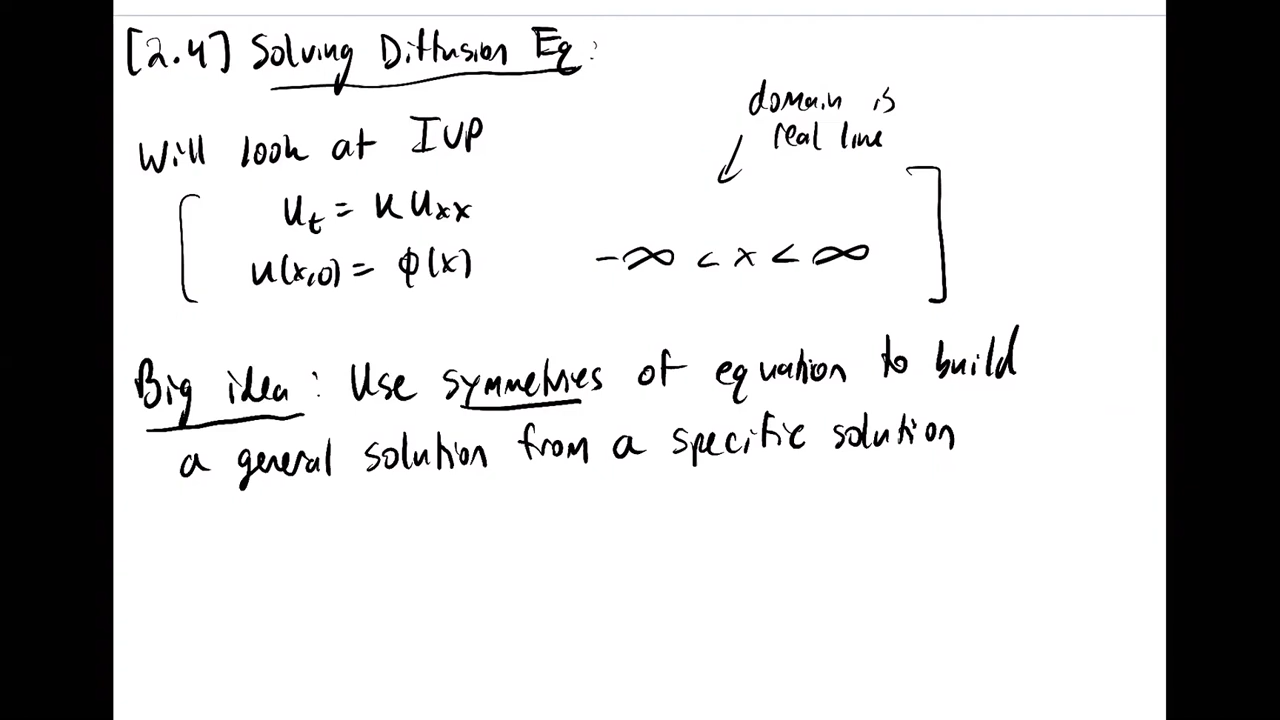 [2.4] Solving Diffusion Eq:
domain is
real line
Will look at IVP
u_t = k u_xx
u(x,0) = φ(x) -∞ < x < ∞
Big idea: Use symmetries of equation to build
a general solution from a specific solution